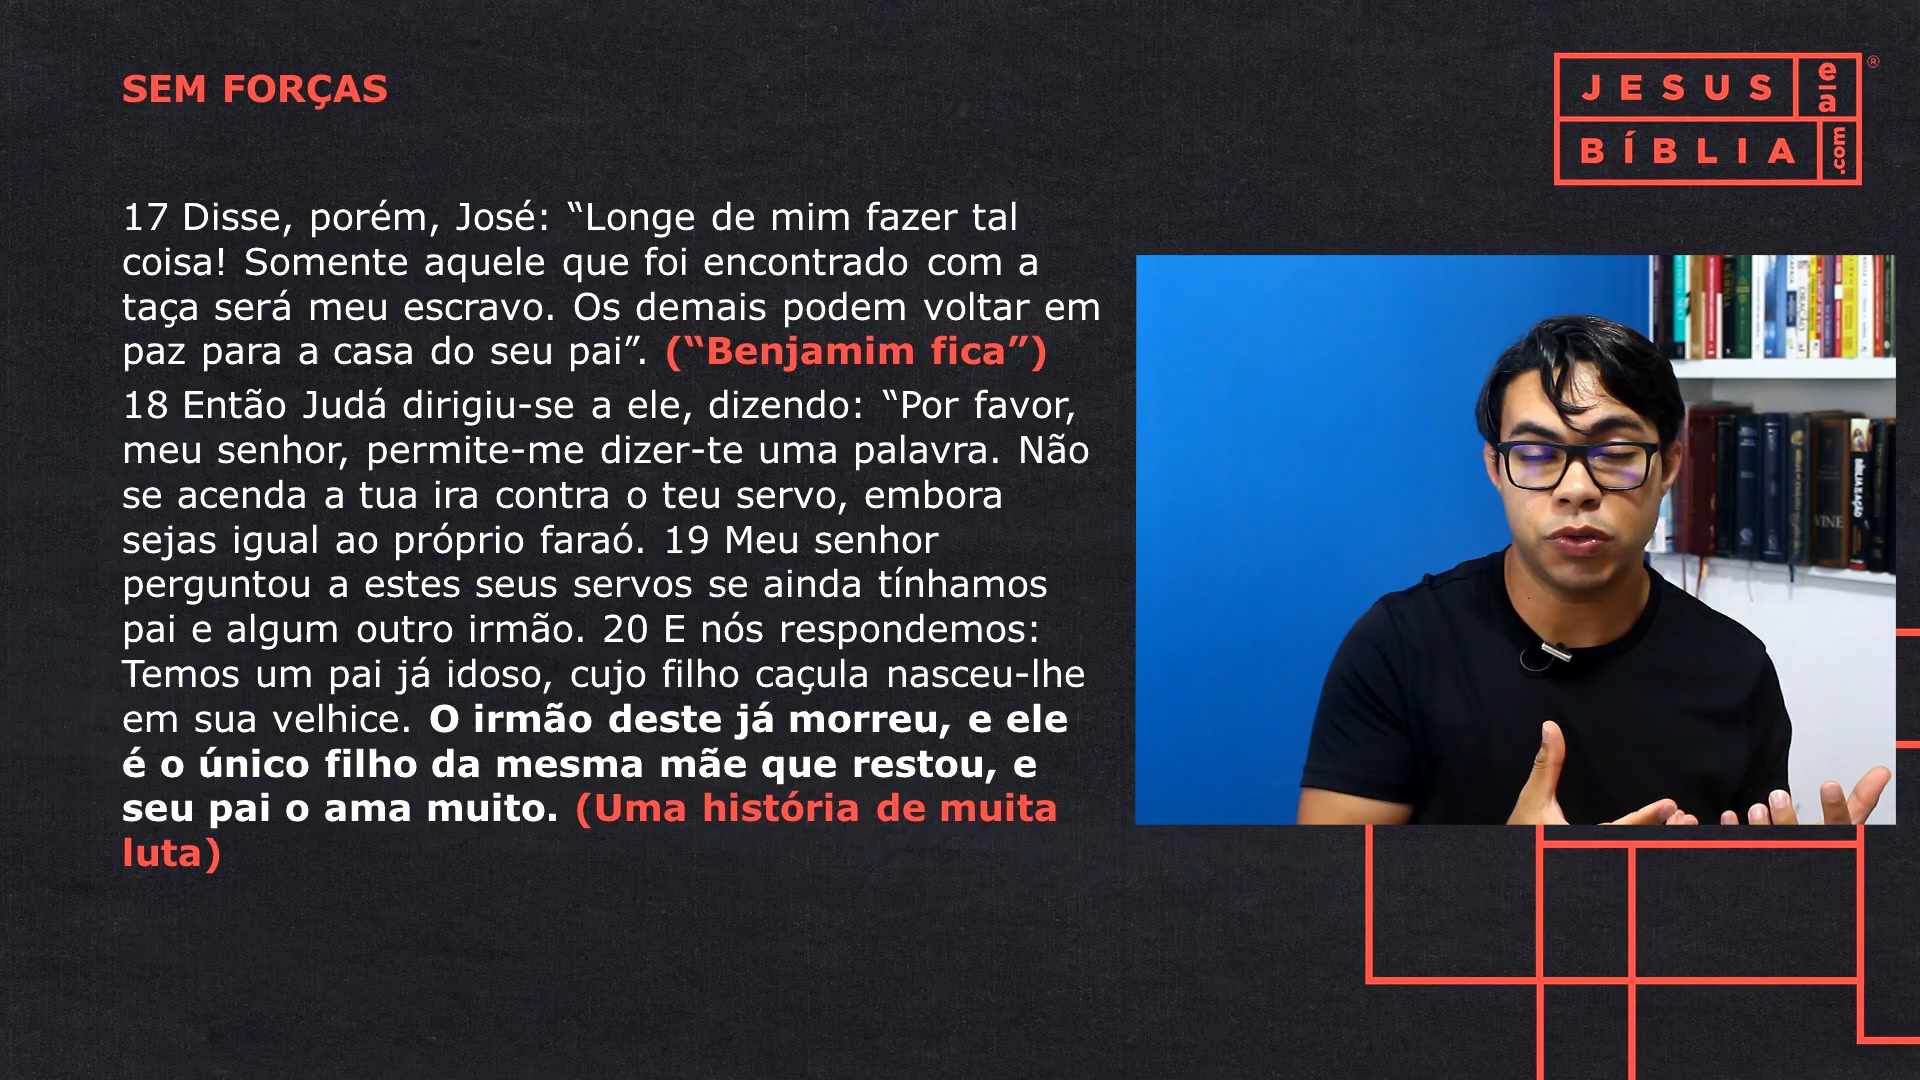 SEM FORÇAS
JESUS e a
BÍBLIA .com
®
17 Disse, porém, José: “Longe de mim fazer tal
coisa! Somente aquele que foi encontrado com a
taça será meu escravo. Os demais podem voltar em
paz para a casa do seu pai”. (“Benjamim fica”)
18 Então Judá dirigiu-se a ele, dizendo: “Por favor,
meu senhor, permite-me dizer-te uma palavra. Não
se acenda a tua ira contra o teu servo, embora
sejas igual ao próprio faraó. 19 Meu senhor
perguntou a estes seus servos se ainda tínhamos
pai e algum outro irmão. 20 E nós respondemos:
Temos um pai já idoso, cujo filho caçula nasceu-lhe
em sua velhice. O irmão deste já morreu, e ele
é o único filho da mesma mãe que restou, e
seu pai o ama muito. (Uma história de muita
luta)
VINE